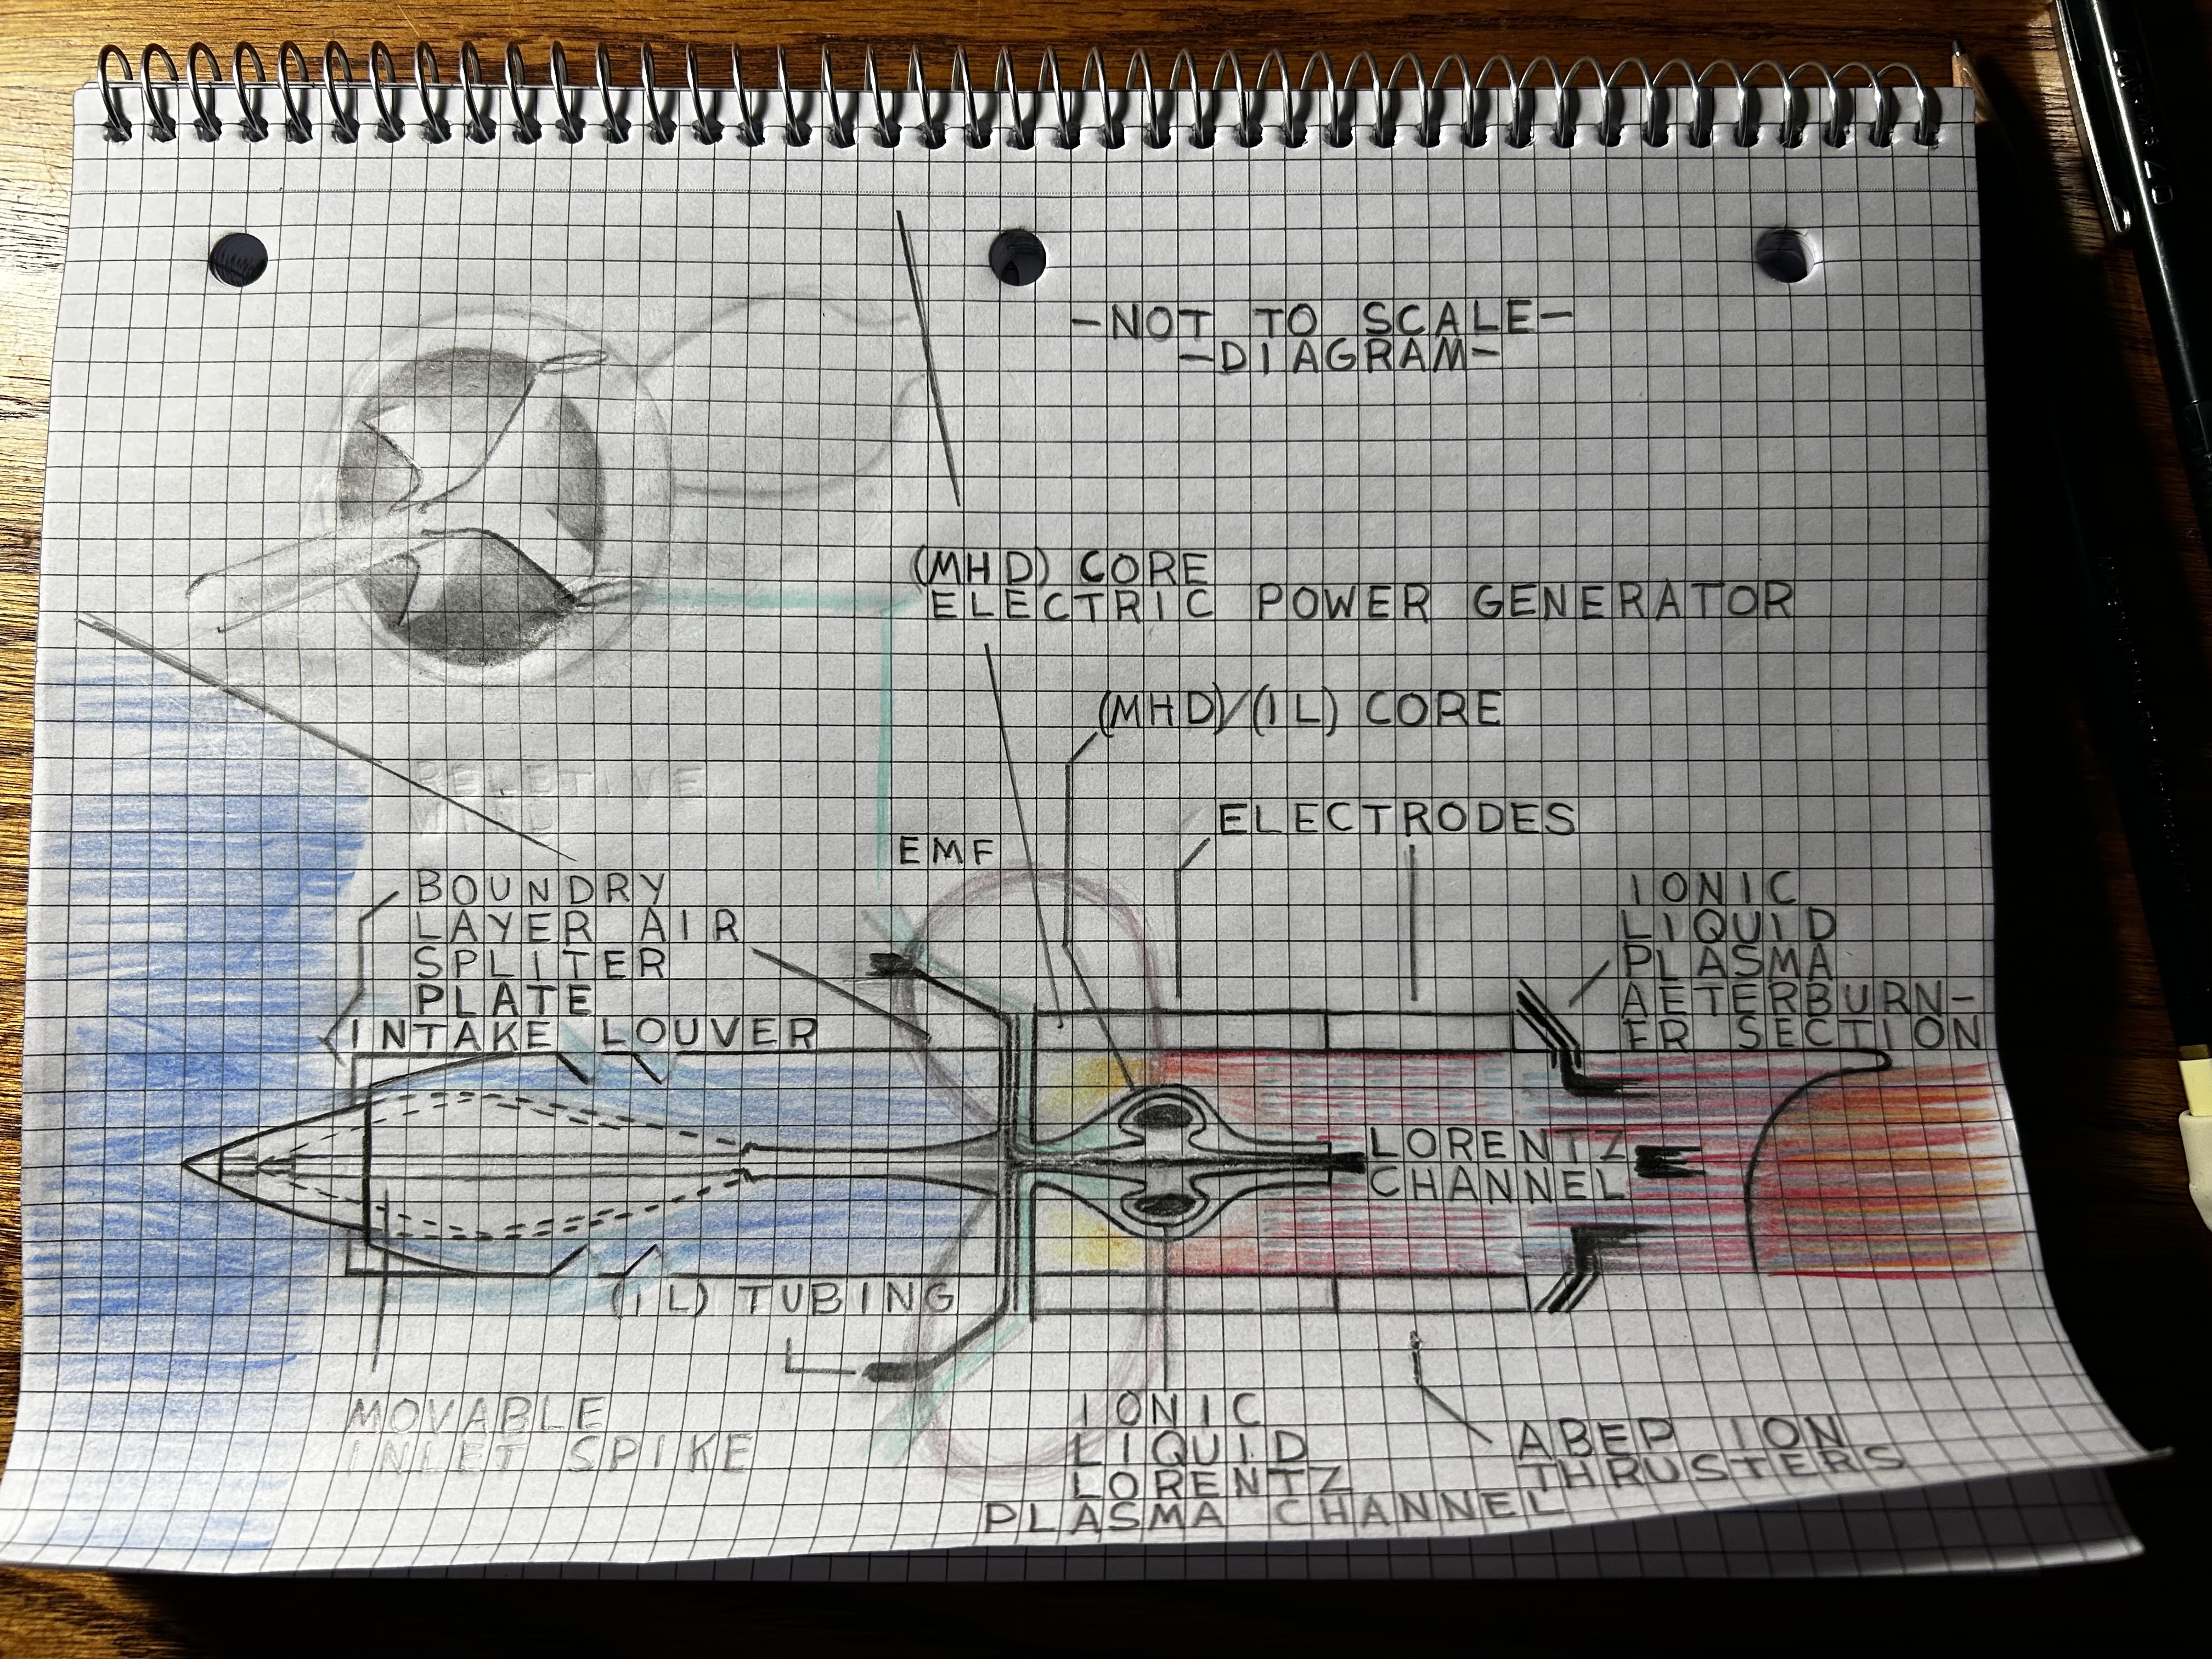 -NOT TO SCALE-
-DIAGRAM-
(MHD) CORE
ELECTRIC POWER GENERATOR
(MHD)/(IL) CORE
ELECTRODES
EMF
BOUNDRY
LAYER AIR
SPLITER
PLATE
INTAKE LOUVER
IONIC
LIQUID
PLASMA
AFTERBURN-
ER SECTION
LORENTZ
CHANNEL
(IL) TUBING
MOVABLE
INLET SPIKE
IONIC
LIQUID
LORENTZ
PLASMA CHANNEL
ABEP ION
THRUSTERS